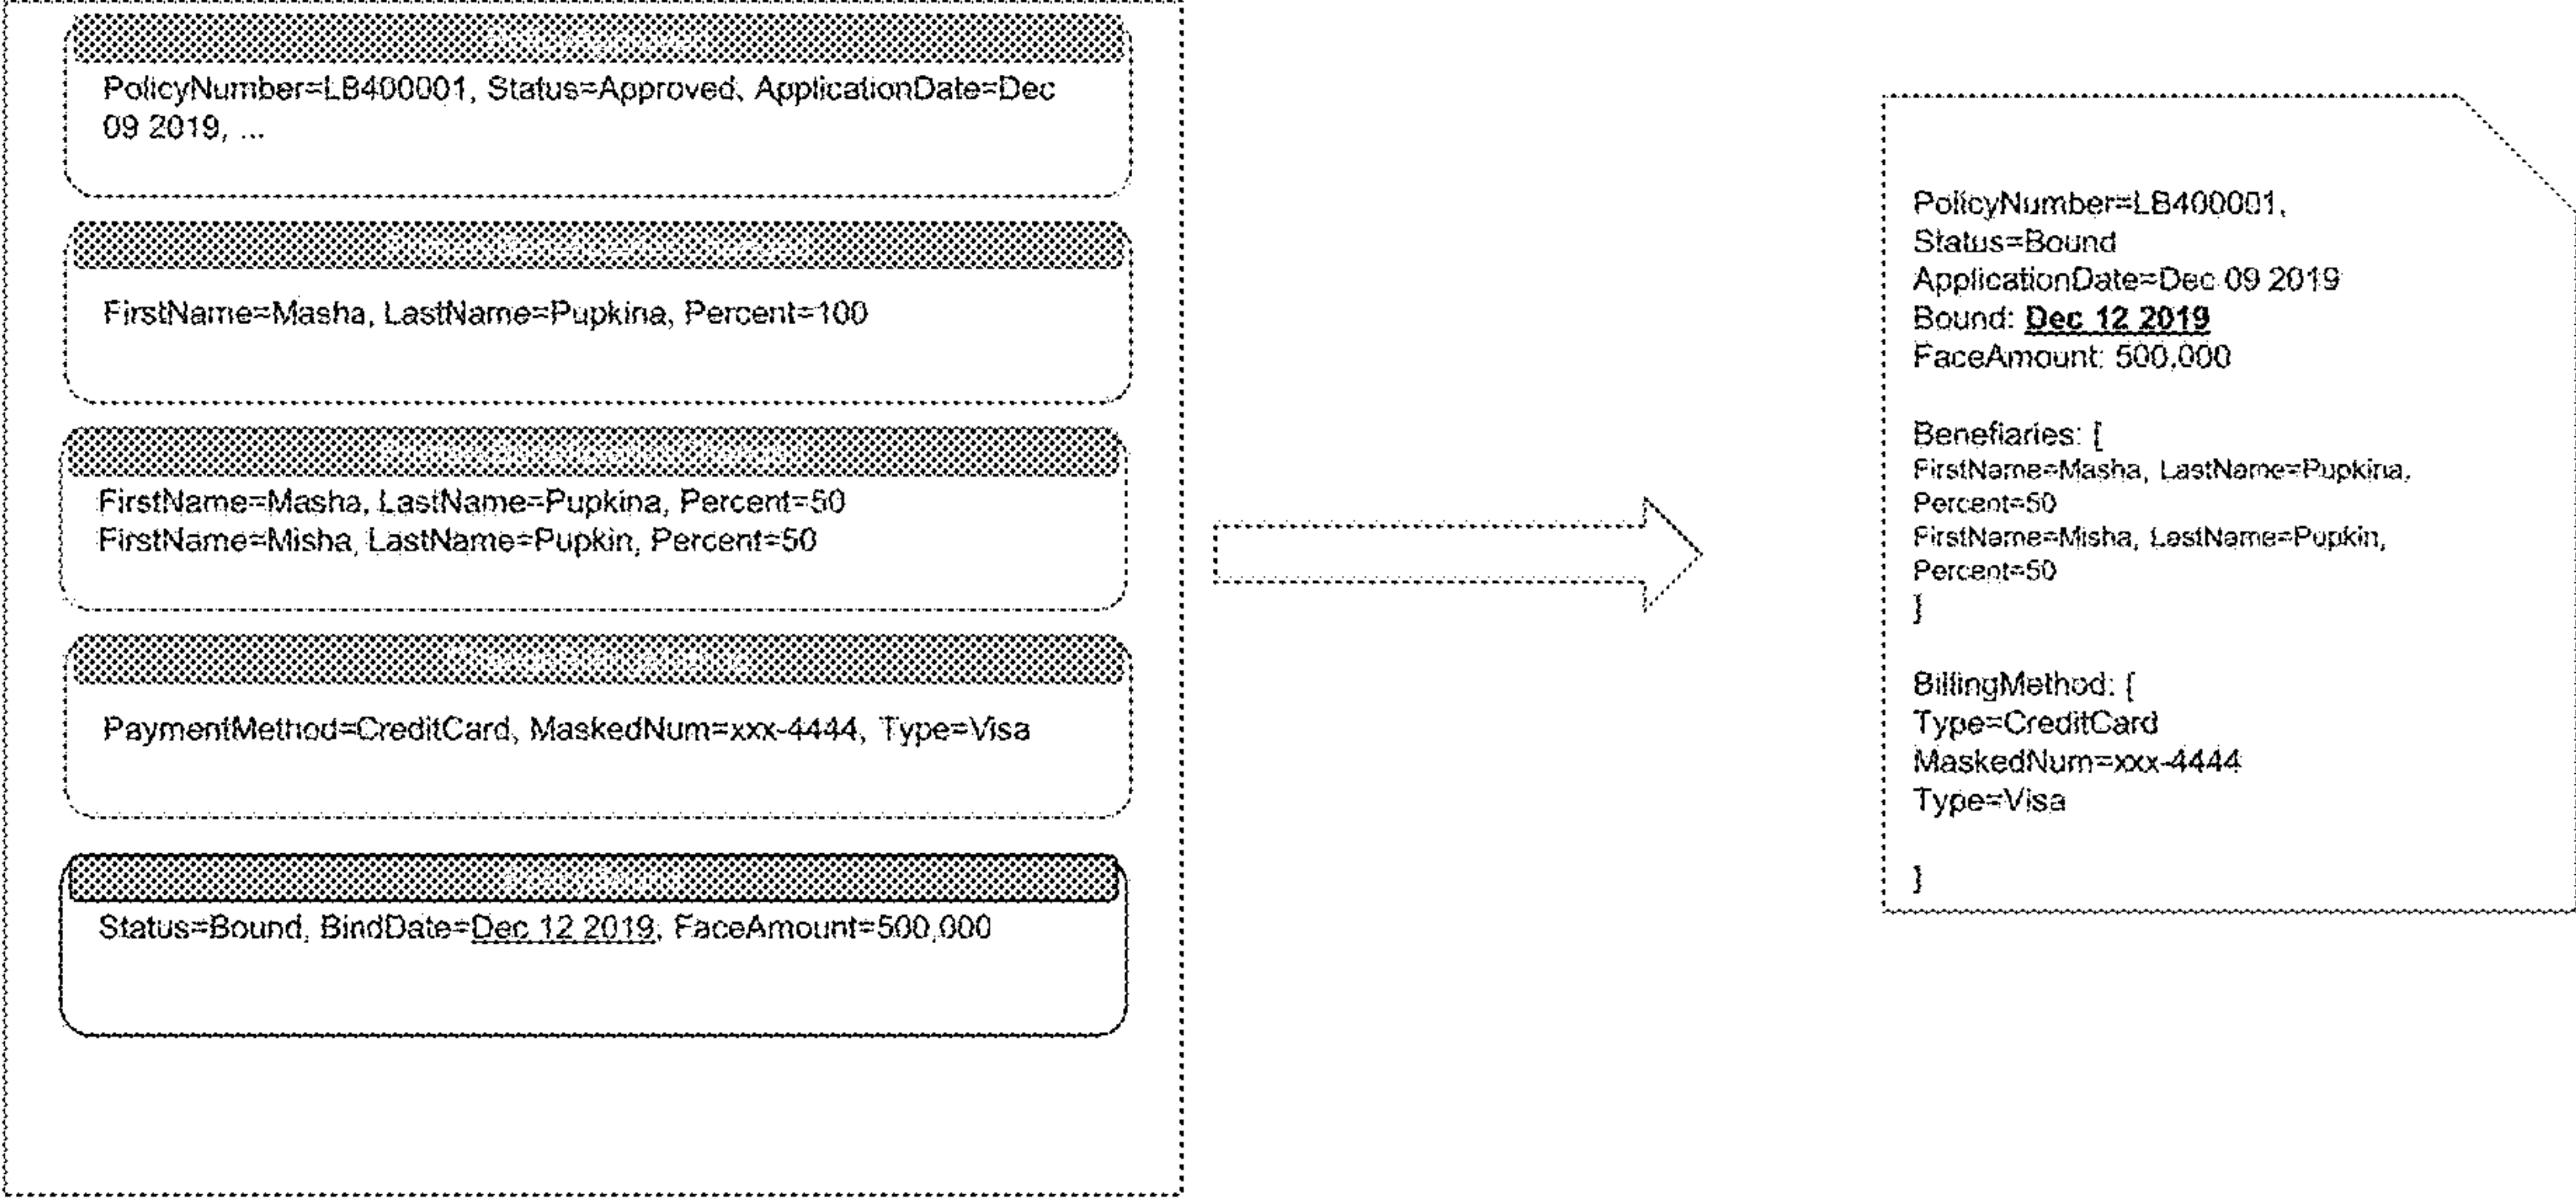 PolicyNumber=LB400001, Status=Approved, ApplicationDate=Dec
09 2019, ...
FirstName=Masha, LastName=Pupkina, Percent=100
FirstName=Masha, LastName=Pupkina, Percent=50
FirstName=Misha, LastName=Pupkin, Percent=50
PaymentMethod=CreditCard, MaskedNum=xxx-4444, Type=Visa
Status=Bound, BindDate=Dec 12 2019, FaceAmount=500,000
PolicyNumber=LB400001,
Status=Bound
ApplicationDate=Dec 09 2019
Bound: Dec 12 2019
FaceAmount: 500,000
Benefiaries: [
FirstName=Masha, LastName=Pupkina,
Percent=50
FirstName=Misha, LastName=Pupkin,
Percent=50
]
BillingMethod: [
Type=CreditCard
MaskedNum=xxx-4444
Type=Visa
]